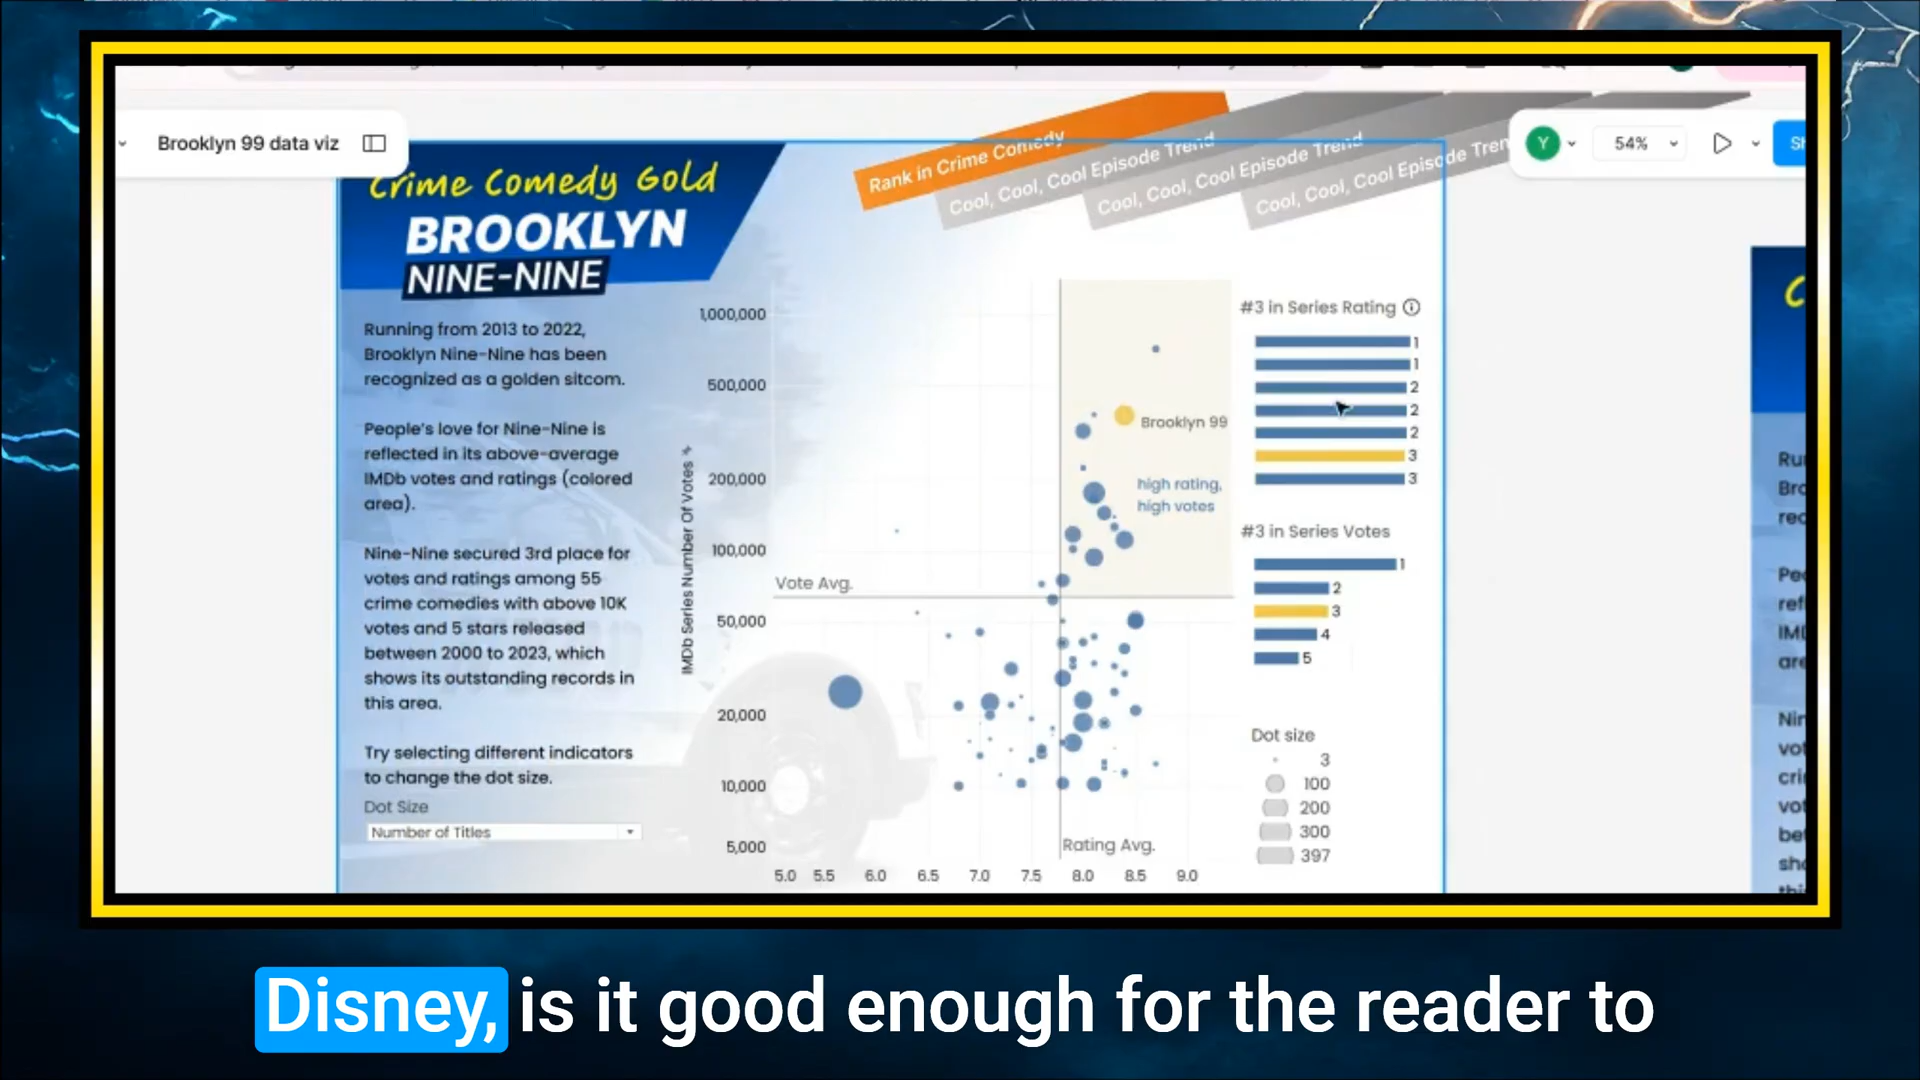 Brooklyn 99 data viz
Y
54%
Crime Comedy Gold
BROOKLYN
NINE-NINE
Rank in Crime Comedy
Cool, Cool, Cool Episode Trend
Cool, Cool, Cool Episode Trend
Cool, Cool, Cool Episode Tren
Running from 2013 to 2022,
Brooklyn Nine-Nine has been
recognized as a golden sitcom.
People's love for Nine-Nine is
reflected in its above-average
IMDb votes and ratings (colored
area).
Nine-Nine secured 3rd place for
votes and ratings among 55
crime comedies with above 10K
votes and 5 stars released
between 2000 to 2023, which
shows its outstanding records in
this area.
Try selecting different indicators
to change the dot size.
Dot Size
Number of Titles
IMDb Series Number Of Votes
1,000,000
500,000
200,000
100,000
50,000
20,000
10,000
5,000
Vote Avg.
Brooklyn 99
high rating,
high votes
Rating Avg.
5.0 5.5 6.0 6.5 7.0 7.5 8.0 8.5 9.0
#3 in Series Rating
1
1
2
2
2
3
3
#3 in Series Votes
1
2
3
4
5
Dot size
3
100
200
300
397
Disney, is it good enough for the reader to